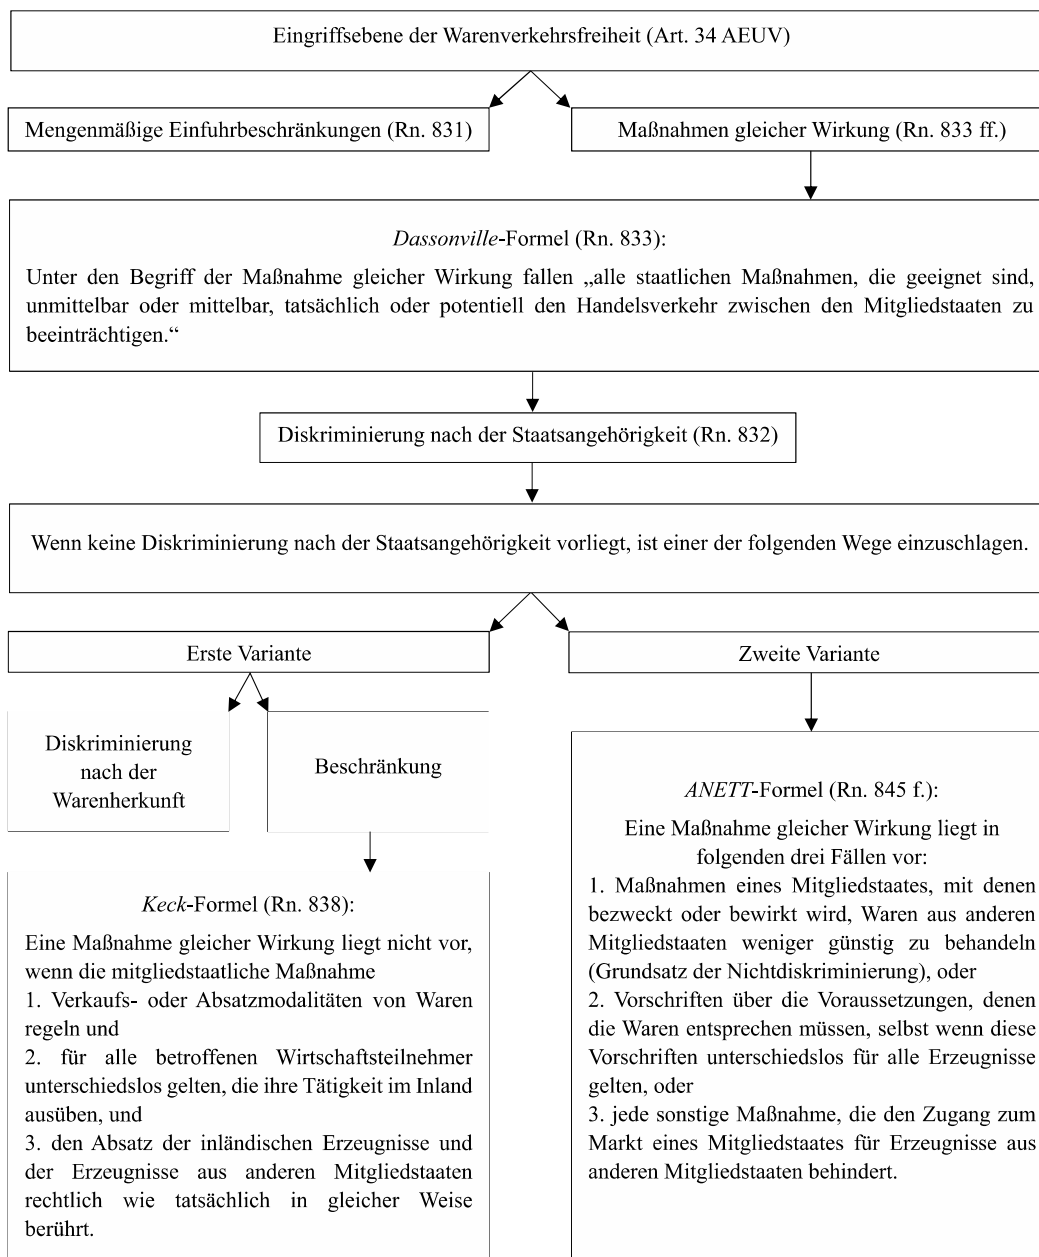 Eingriffsebene der Warenverkehrsfreiheit (Art. 34 AEUV)
Mengenmäßige Einfuhrbeschränkungen (Rn. 831)
Maßnahmen gleicher Wirkung (Rn. 833 ff.)
Dassonville-Formel (Rn. 833):
Unter den Begriff der Maßnahme gleicher Wirkung fallen „alle staatlichen Maßnahmen, die geeignet sind,
unmittelbar oder mittelbar, tatsächlich oder potentiell den Handelsverkehr zwischen den Mitgliedstaaten zu
beeinträchtigen.“
Diskriminierung nach der Staatsangehörigkeit (Rn. 832)
Wenn keine Diskriminierung nach der Staatsangehörigkeit vorliegt, ist einer der folgenden Wege einzuschlagen.
Erste Variante
Diskriminierung
nach der
Warenherkunft
Beschränkung
Keck-Formel (Rn. 838):
Eine Maßnahme gleicher Wirkung liegt nicht vor,
wenn die mitgliedstaatliche Maßnahme
1. Verkaufs- oder Absatzmodalitäten von Waren
regeln und
2. für alle betroffenen Wirtschaftsteilnehmer
unterschiedslos gelten, die ihre Tätigkeit im Inland
ausüben, und
3. den Absatz der inländischen Erzeugnisse und
der Erzeugnisse aus anderen Mitgliedstaaten
rechtlich wie tatsächlich in gleicher Weise
berührt.
Zweite Variante
ANETT-Formel (Rn. 845 f.):
Eine Maßnahme gleicher Wirkung liegt in
folgenden drei Fällen vor:
1. Maßnahmen eines Mitgliedstaates, mit denen
bezweckt oder bewirkt wird, Waren aus anderen
Mitgliedstaaten weniger günstig zu behandeln
(Grundsatz der Nichtdiskriminierung), oder
2. Vorschriften über die Voraussetzungen, denen
die Waren entsprechen müssen, selbst wenn diese
Vorschriften unterschiedslos für alle Erzeugnisse
gelten, oder
3. jede sonstige Maßnahme, die den Zugang zum
Markt eines Mitgliedstaates für Erzeugnisse aus
anderen Mitgliedstaaten behindert.